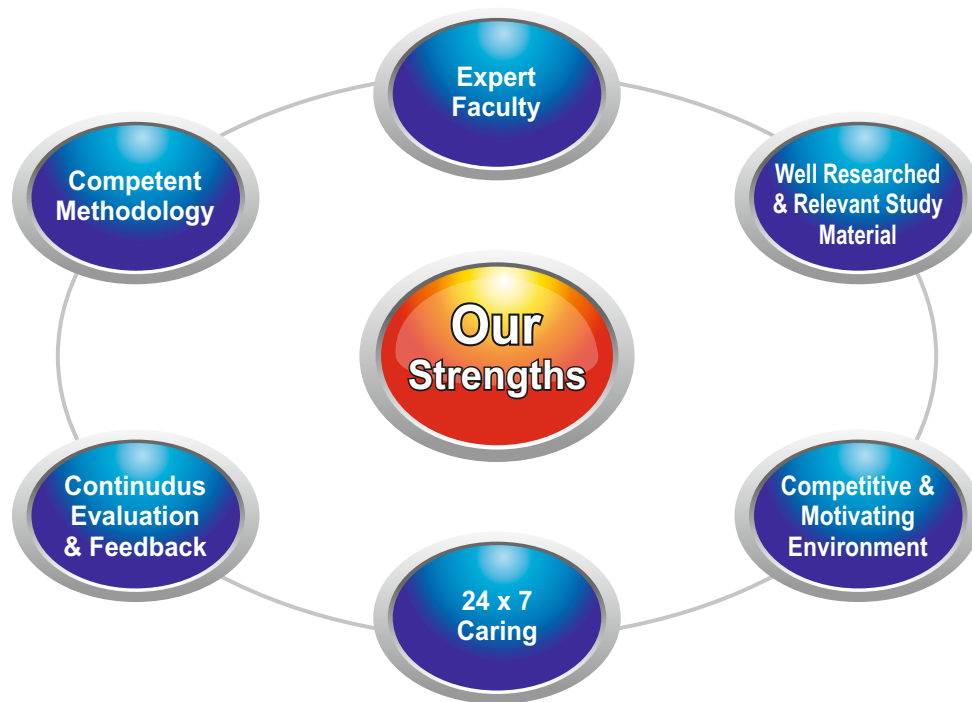 Expert
Faculty
Competent
Methodology
Well Researched
& Relevant Study
Material
Our
Strengths
Continudus
Evaluation
& Feedback
Competitive &
Motivating
Environment
24 x 7
Caring